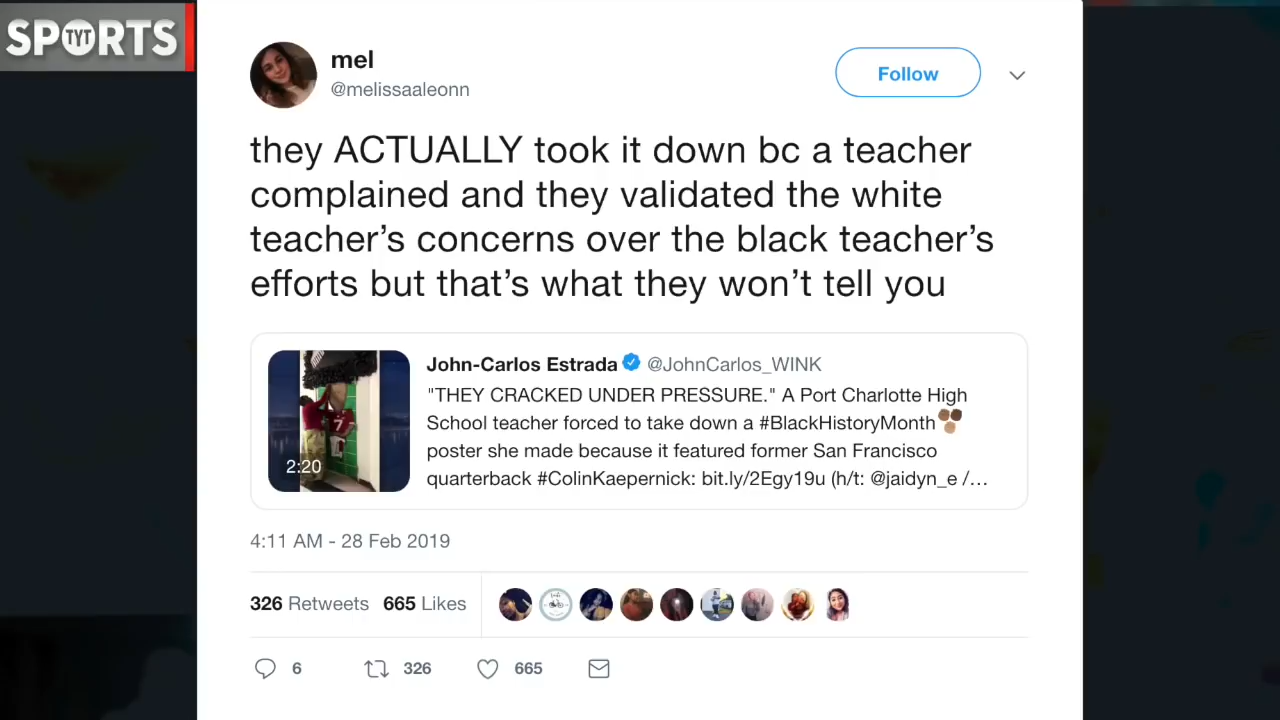 SPORTS
TYT
mel
@melissaaleonn
Follow
they ACTUALLY took it down bc a teacher
complained and they validated the white
teacher’s concerns over the black teacher’s
efforts but that’s what they won’t tell you
John-Carlos Estrada @JohnCarlos_WINK
"THEY CRACKED UNDER PRESSURE." A Port Charlotte High
School teacher forced to take down a #BlackHistoryMonth
poster she made because it featured former San Francisco
quarterback #ColinKaepernick: bit.ly/2Egy19u (h/t: @jaidyn_e /…
7
2:20
4:11 AM - 28 Feb 2019
326 Retweets 665 Likes
6 326 665